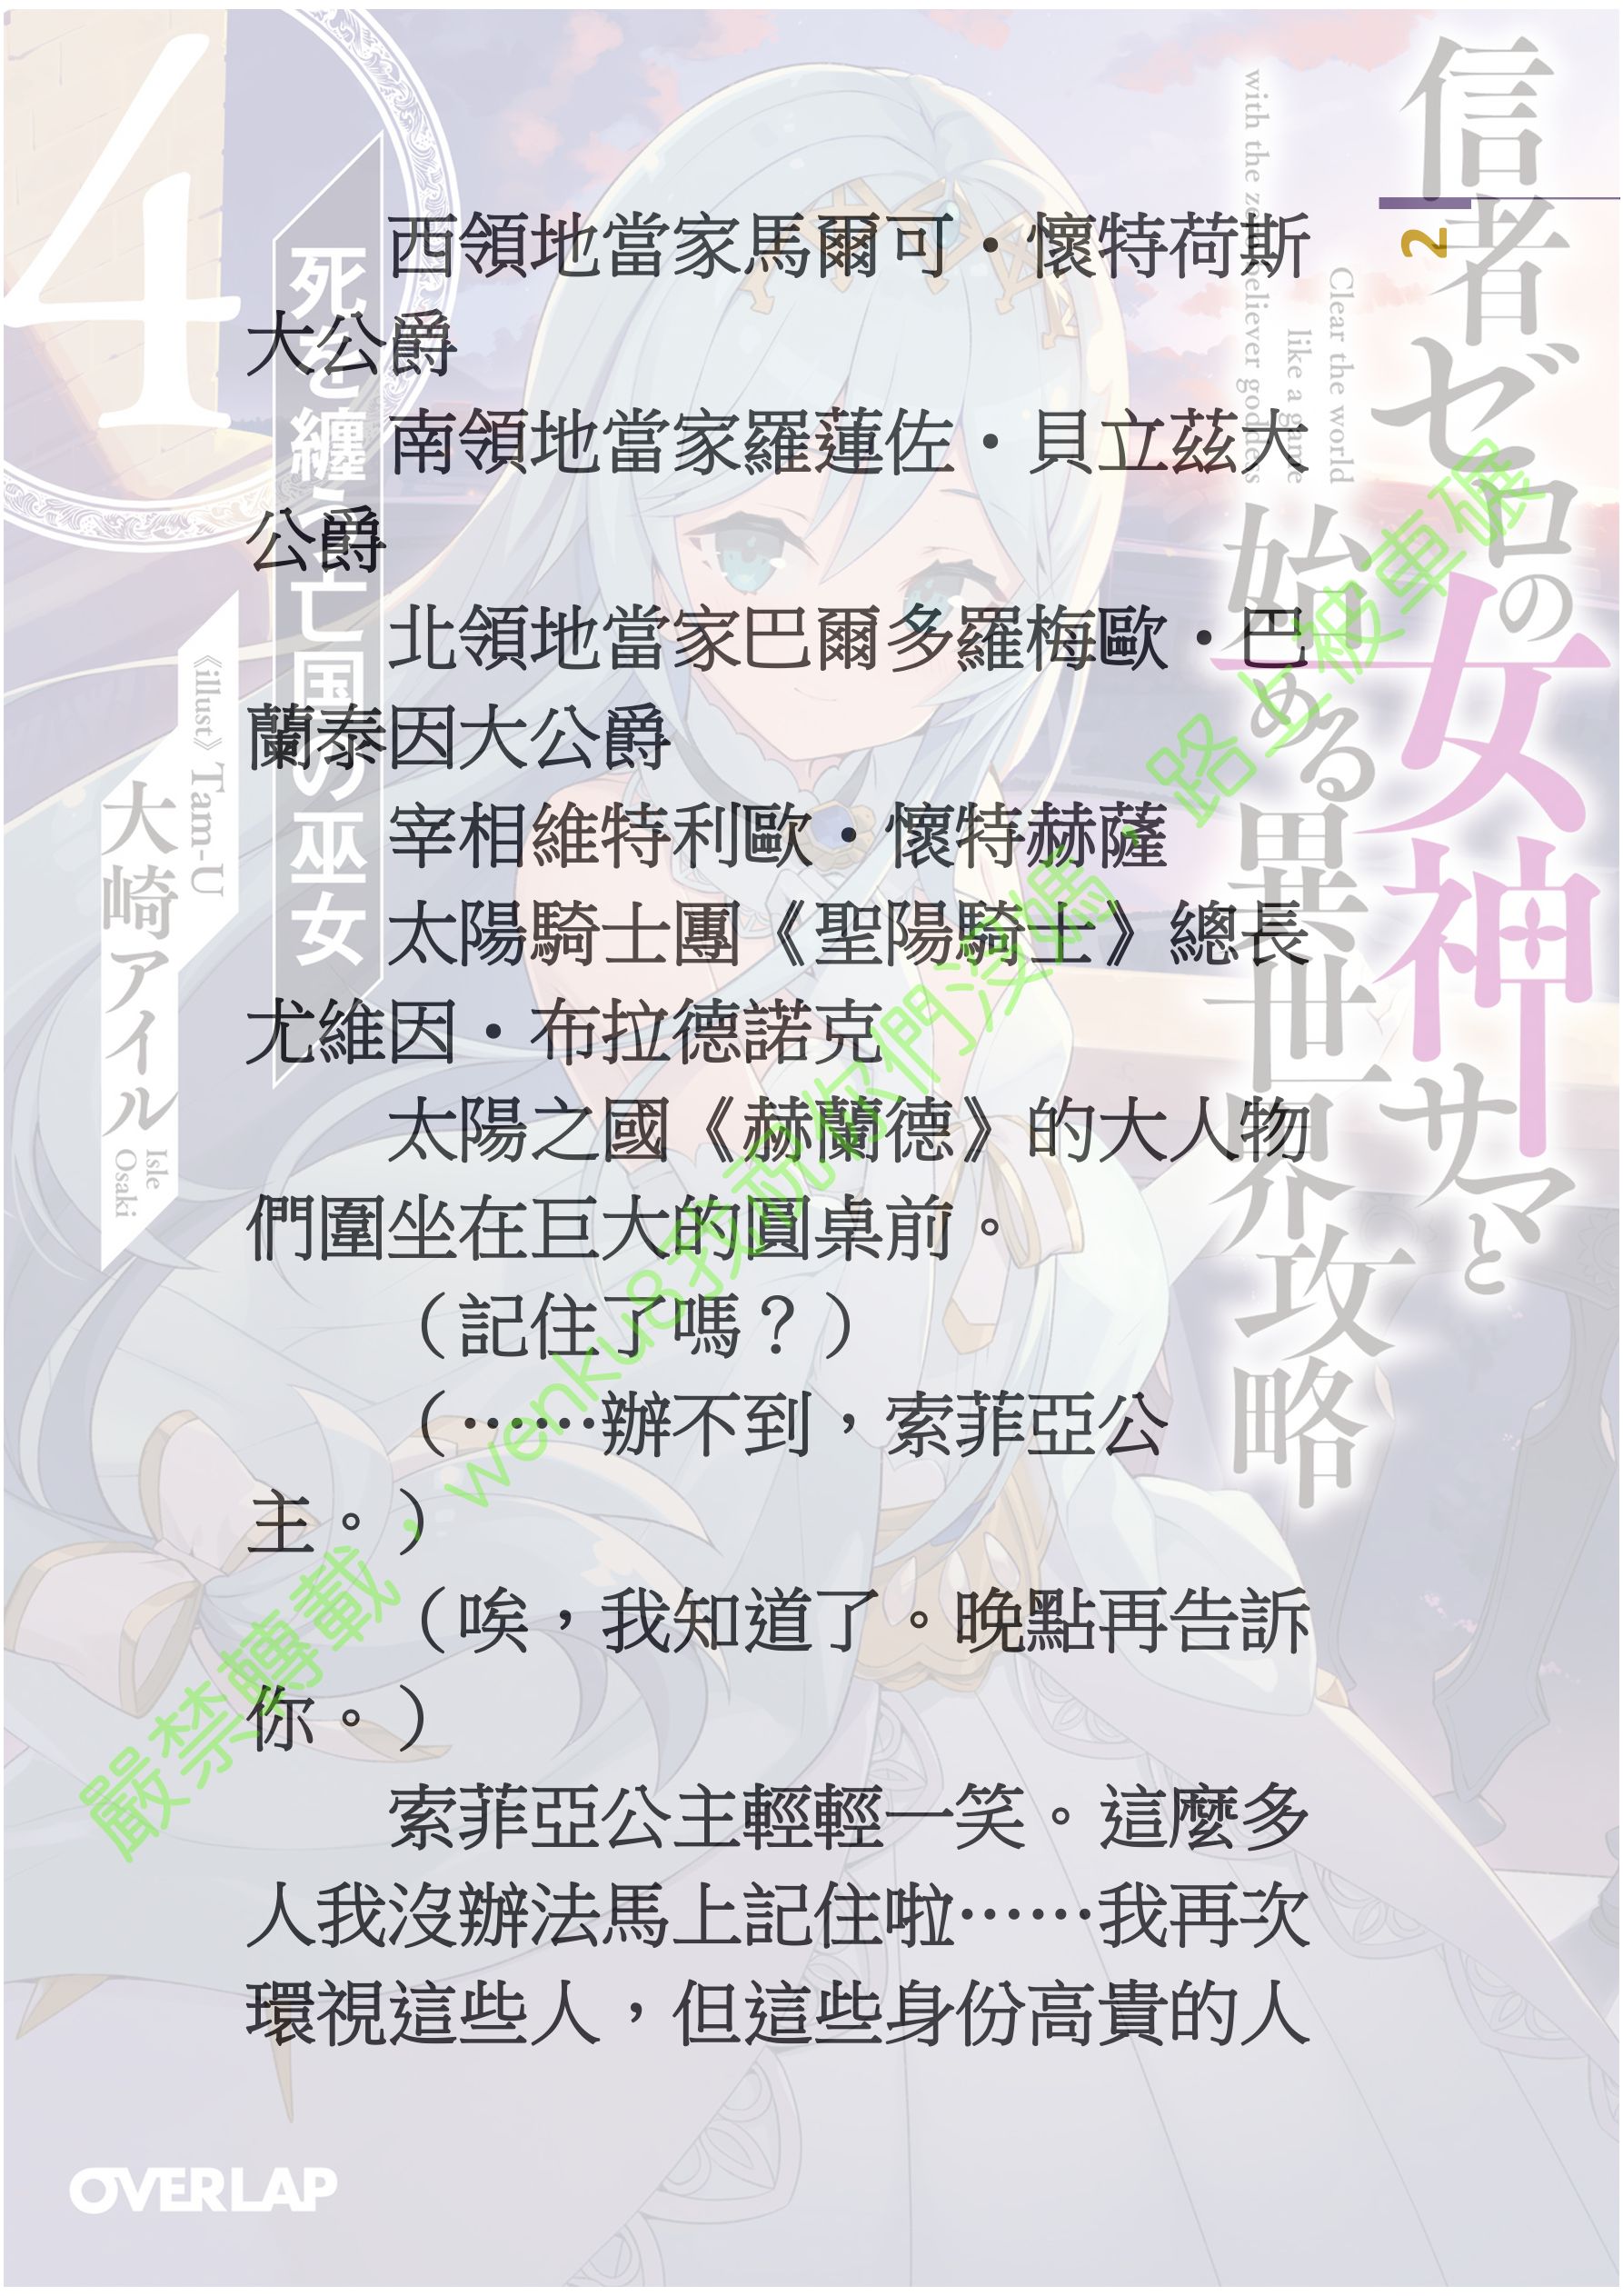 西領地當家馬爾可・懷特荷斯
大公爵
南領地當家羅蓮佐・貝立茲大
公爵
北領地當家巴爾多羅梅歐・巴
蘭泰因大公爵
宰相維特利歐・懷特赫薩
太陽騎士團《聖陽騎士》總長
尤維因・布拉德諾克
太陽之國《赫蘭德》的大人物
們圍坐在巨大的圓桌前。
（記住了嗎？）
（……辦不到，索菲亞公
主。）
（唉，我知道了。晚點再告訴
你。）
索菲亞公主輕輕一笑。這麼多
人我沒辦法馬上記住啦……我再次
環視這些人，但這些身份高貴的人
2
信者ゼロの女神サマと
始める異世界攻略
Clear the world
like a game
with the zero believer goddess
4
死を纏う亡国の巫女
《illust》Tam-U
大崎アイル
Isle
Osaki
OVERLAP
嚴禁轉載，wenku8我祝你們沒媽，路上被車碾